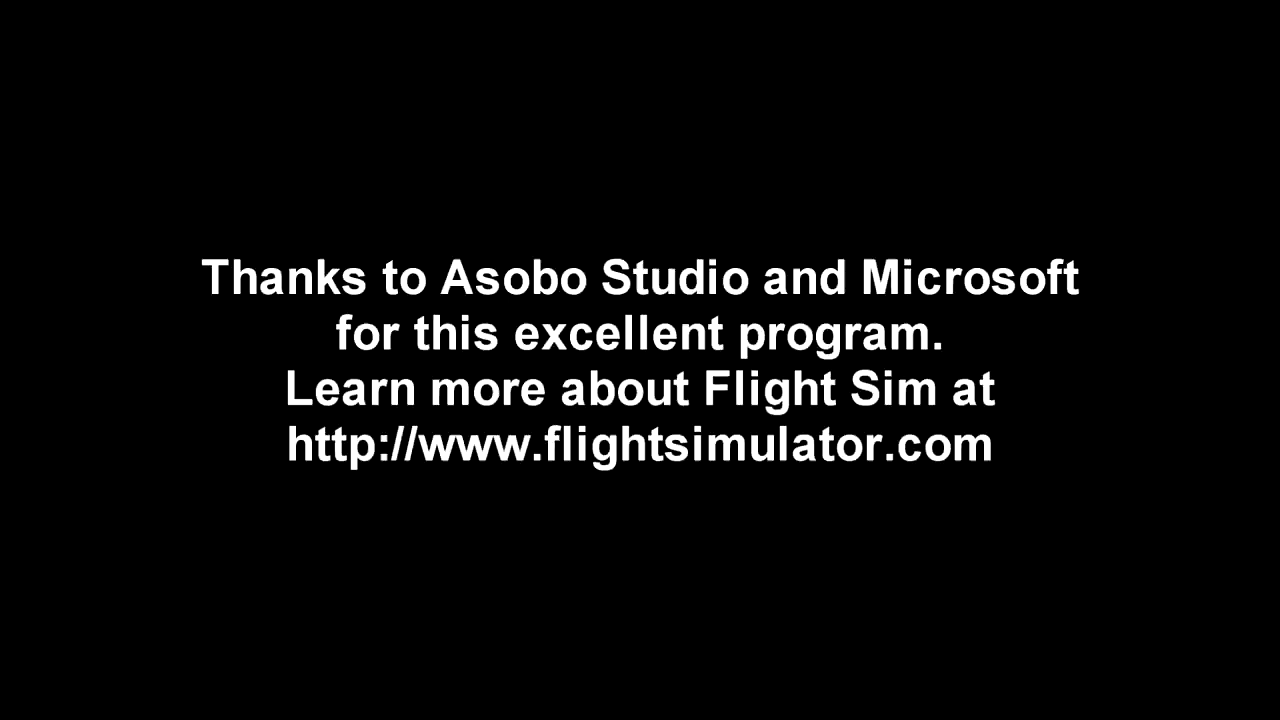 Thanks to Asobo Studio and Microsoft
for this excellent program.
Learn more about Flight Sim at
http://www.flightsimulator.com